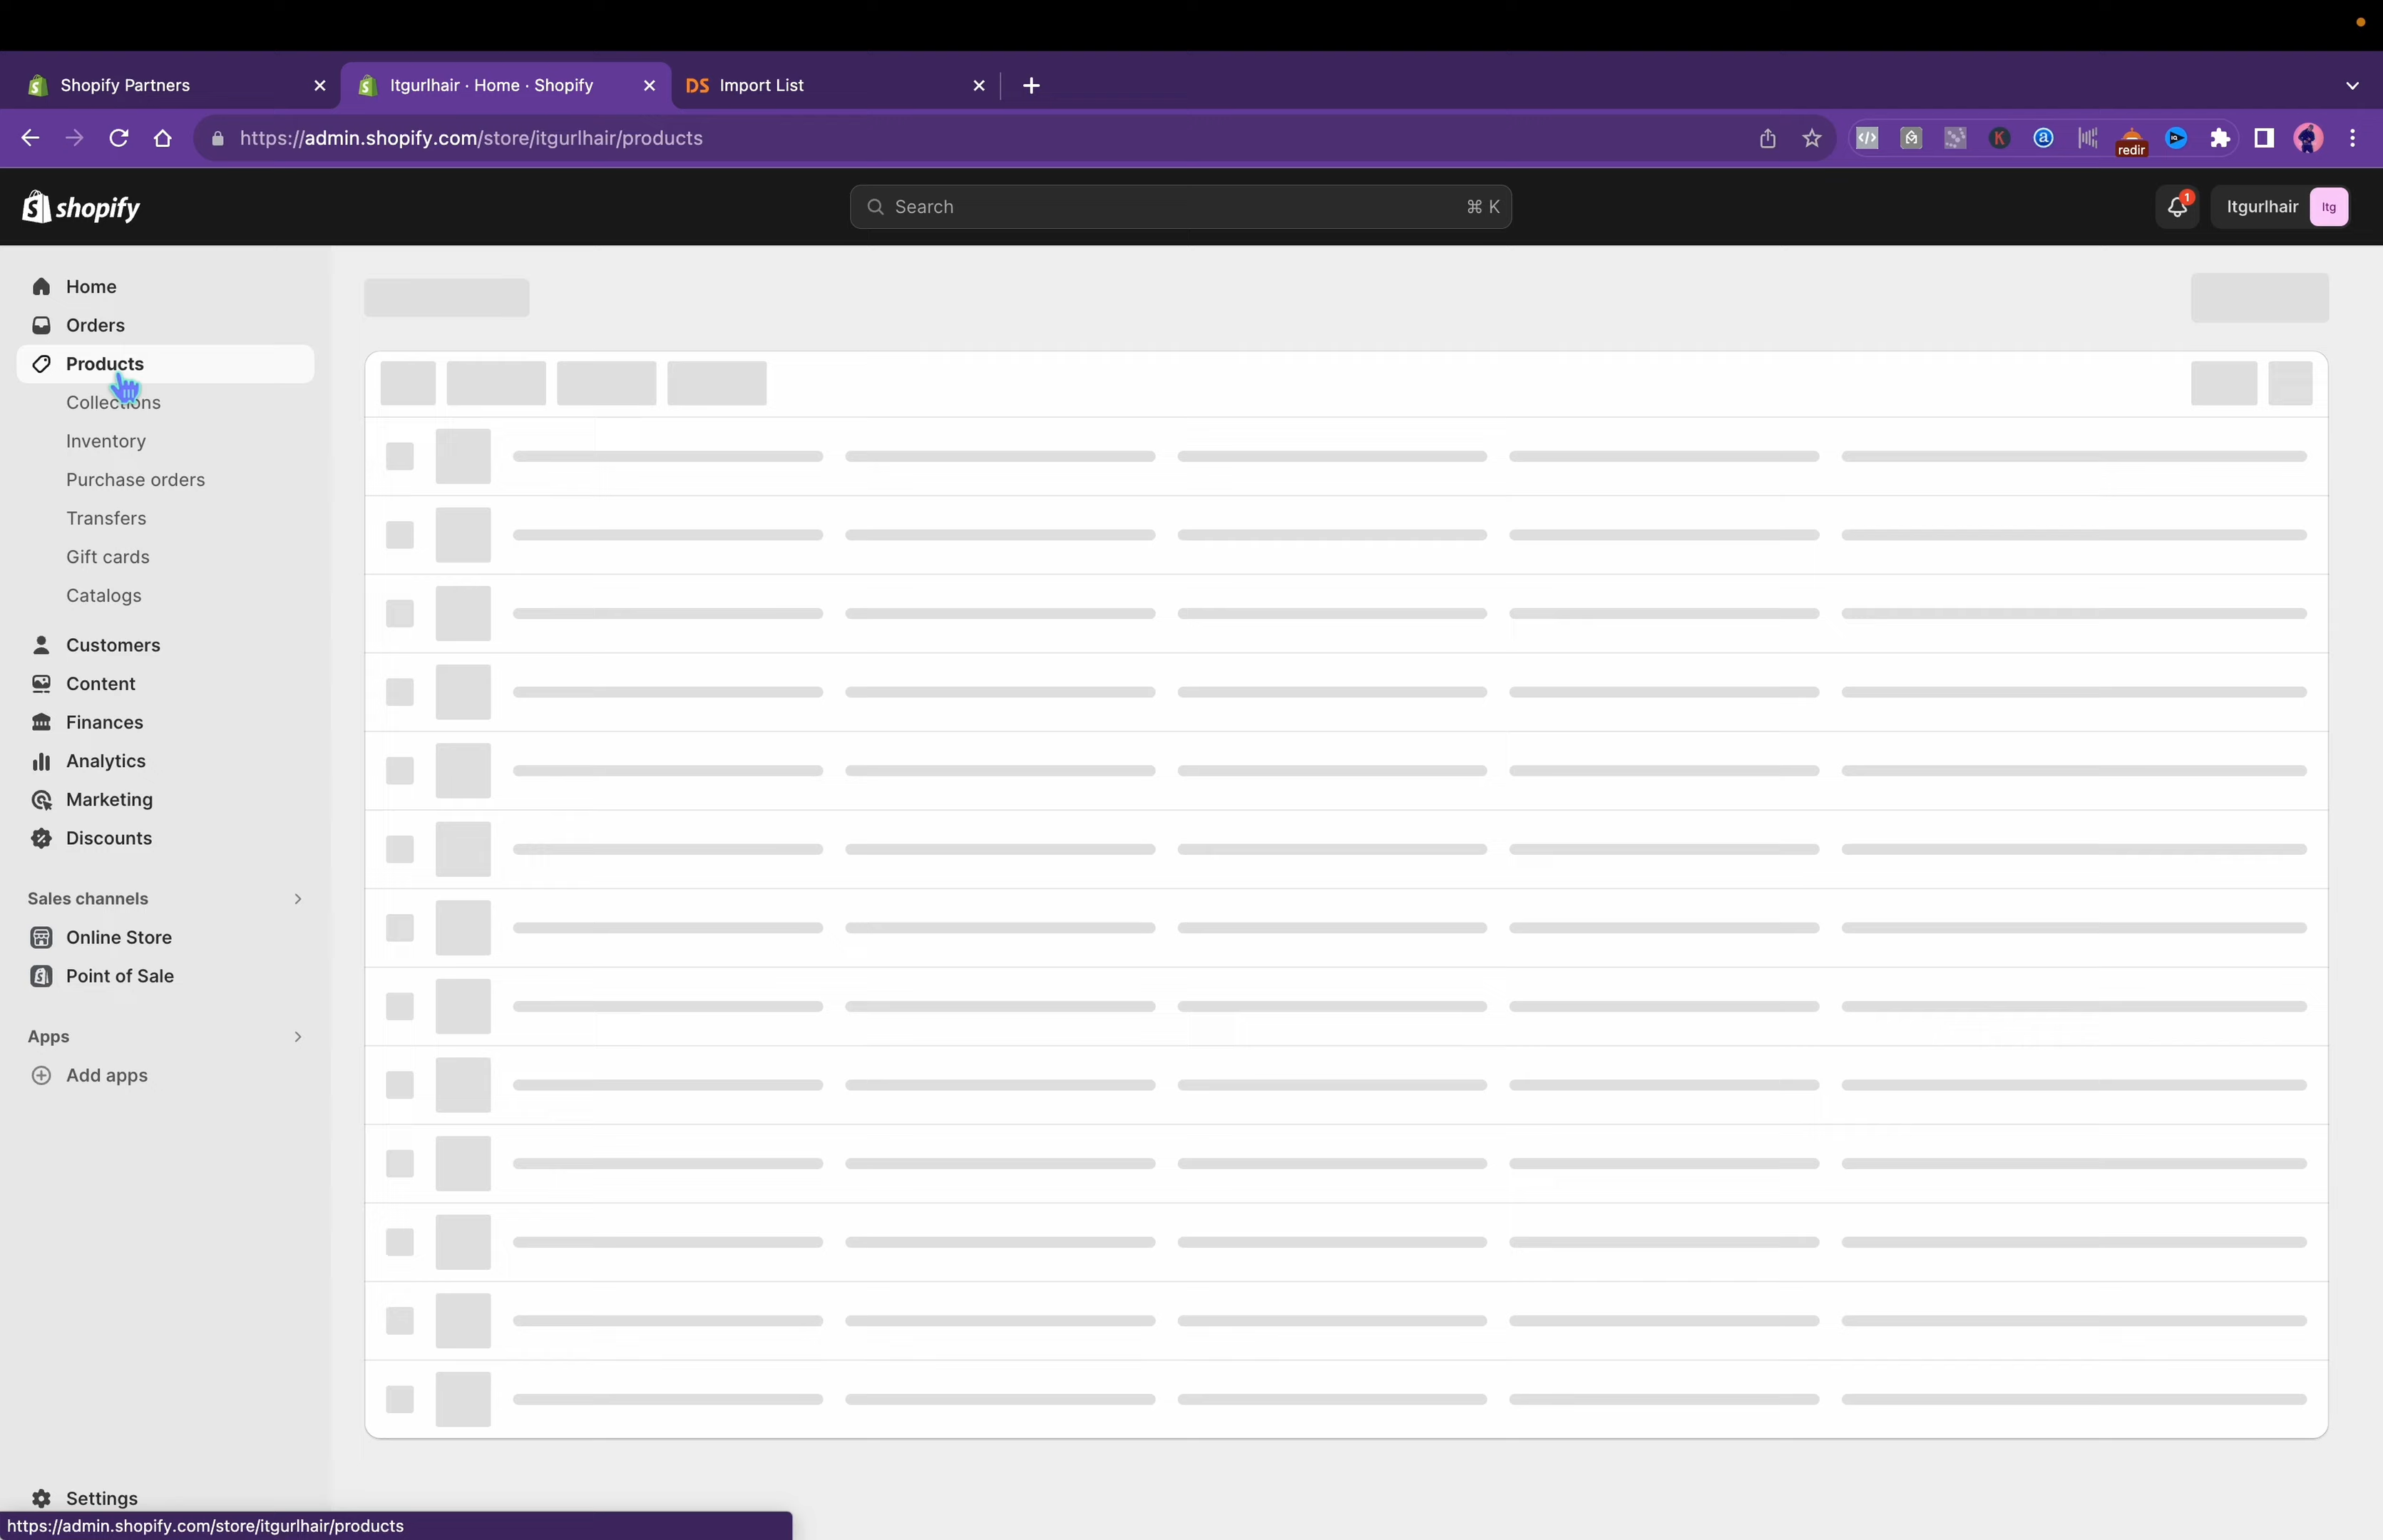 Shopify Partners
Itgurlhair · Home · Shopify
DS Import List
https://admin.shopify.com/store/itgurlhair/products
redir
shopify
Search
⌘ K
1
Itgurlhair
Itg
Home
Orders
Products
Collections
Inventory
Purchase orders
Transfers
Gift cards
Catalogs
Customers
Content
Finances
Analytics
Marketing
Discounts
Sales channels
Online Store
Point of Sale
Apps
Add apps
Settings
https://admin.shopify.com/store/itgurlhair/products